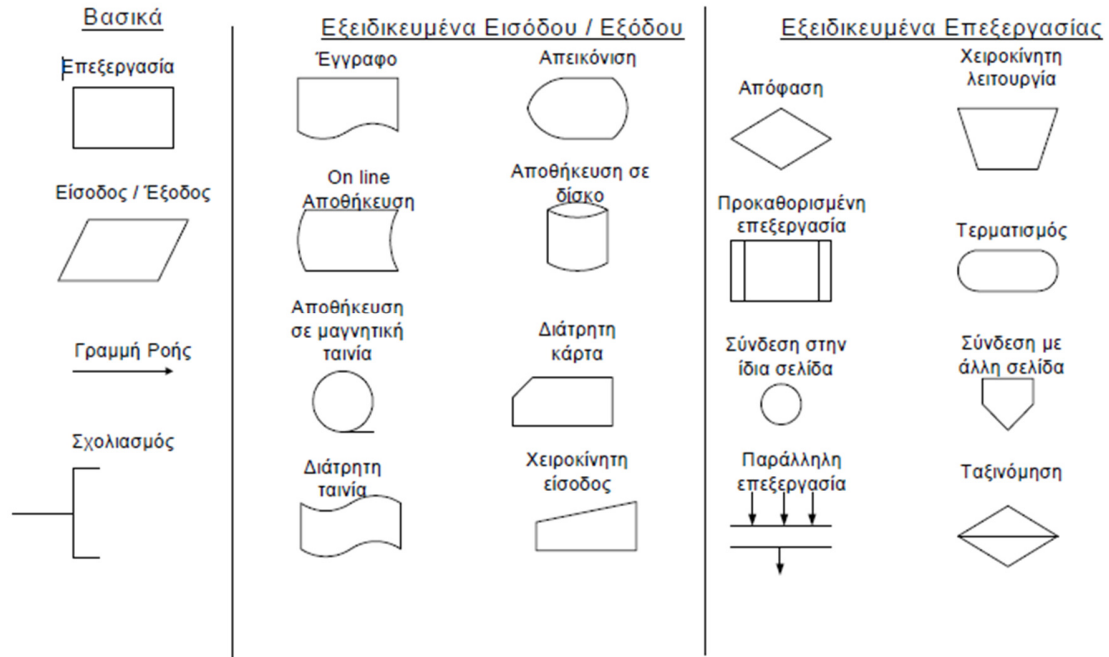 Βασικά
Επεξεργασία
Είσοδος / Έξοδος
Γραμμή Ροής
Σχολιασμός
Εξειδικευμένα Εισόδου / Εξόδου
Έγγραφο
Απεικόνιση
On line
Αποθήκευση
Αποθήκευση σε
δίσκο
Αποθήκευση
σε μαγνητική
ταινία
Διάτρητη
κάρτα
Διάτρητη
ταινία
Χειροκίνητη
είσοδος
Εξειδικευμένα Επεξεργασίας
Απόφαση
Χειροκίνητη
λειτουργία
Προκαθορισμένη
επεξεργασία
Τερματισμός
Σύνδεση στην
ίδια σελίδα
Σύνδεση με
άλλη σελίδα
Παράλληλη
επεξεργασία
Ταξινόμηση